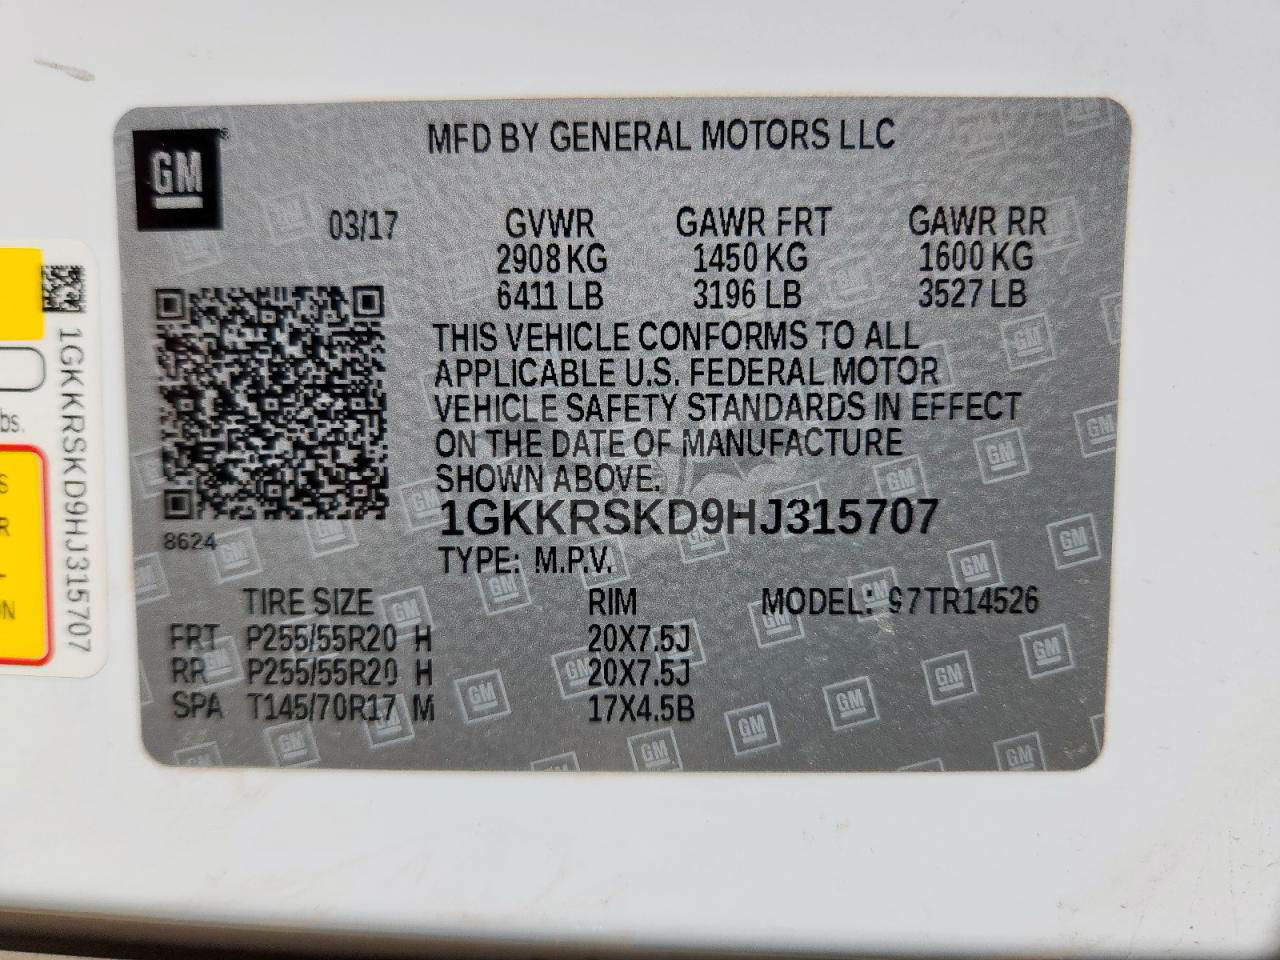 GM
MFD BY GENERAL MOTORS LLC
03/17 GVWR GAWR FRT GAWR RR
2908 KG 1450 KG 1600 KG
6411 LB 3196 LB 3527 LB
THIS VEHICLE CONFORMS TO ALL
APPLICABLE U.S. FEDERAL MOTOR
VEHICLE SAFETY STANDARDS IN EFFECT
ON THE DATE OF MANUFACTURE
SHOWN ABOVE.
1GKKRSKD9HJ315707
8624
TYPE: M.P.V.
TIRE SIZE RIM MODEL: 97TR14526
FRT P255/55R20 H 20X7.5J
RR P255/55R20 H 20X7.5J
SPA T145/70R17 M 17X4.5B
1GKKRSKD9HJ315707
bs.